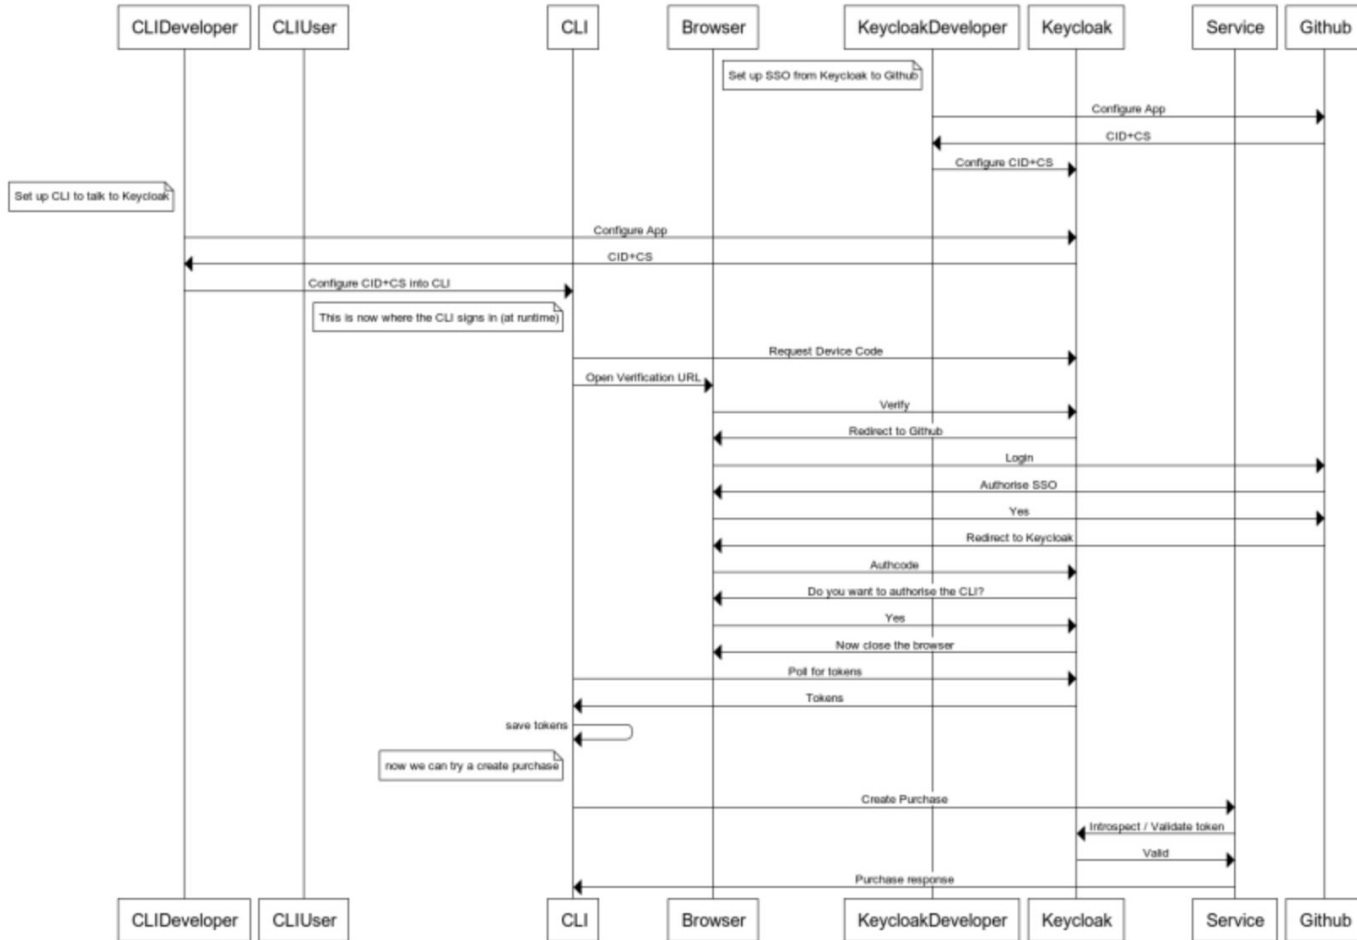 CLIDeveloper
CLIUser
CLI
Browser
KeycloakDeveloper
Keycloak
Service
Github
Set up SSO from Keycloak to Github
Configure App
CID+CS
Configure CID+CS
Set up CLI to talk to Keycloak
Configure App
CID+CS
Configure CID+CS into CLI
This is now where the CLI signs in (at runtime)
Request Device Code
Open Verification URL
Verify
Redirect to Github
Login
Authorise SSO
Yes
Redirect to Keycloak
Authcode
Do you want to authorise the CLI?
Yes
Now close the browser
Poll for tokens
Tokens
save tokens
now we can try a create purchase
Create Purchase
Introspect / Validate token
Valid
Purchase response
CLIDeveloper
CLIUser
CLI
Browser
KeycloakDeveloper
Keycloak
Service
Github